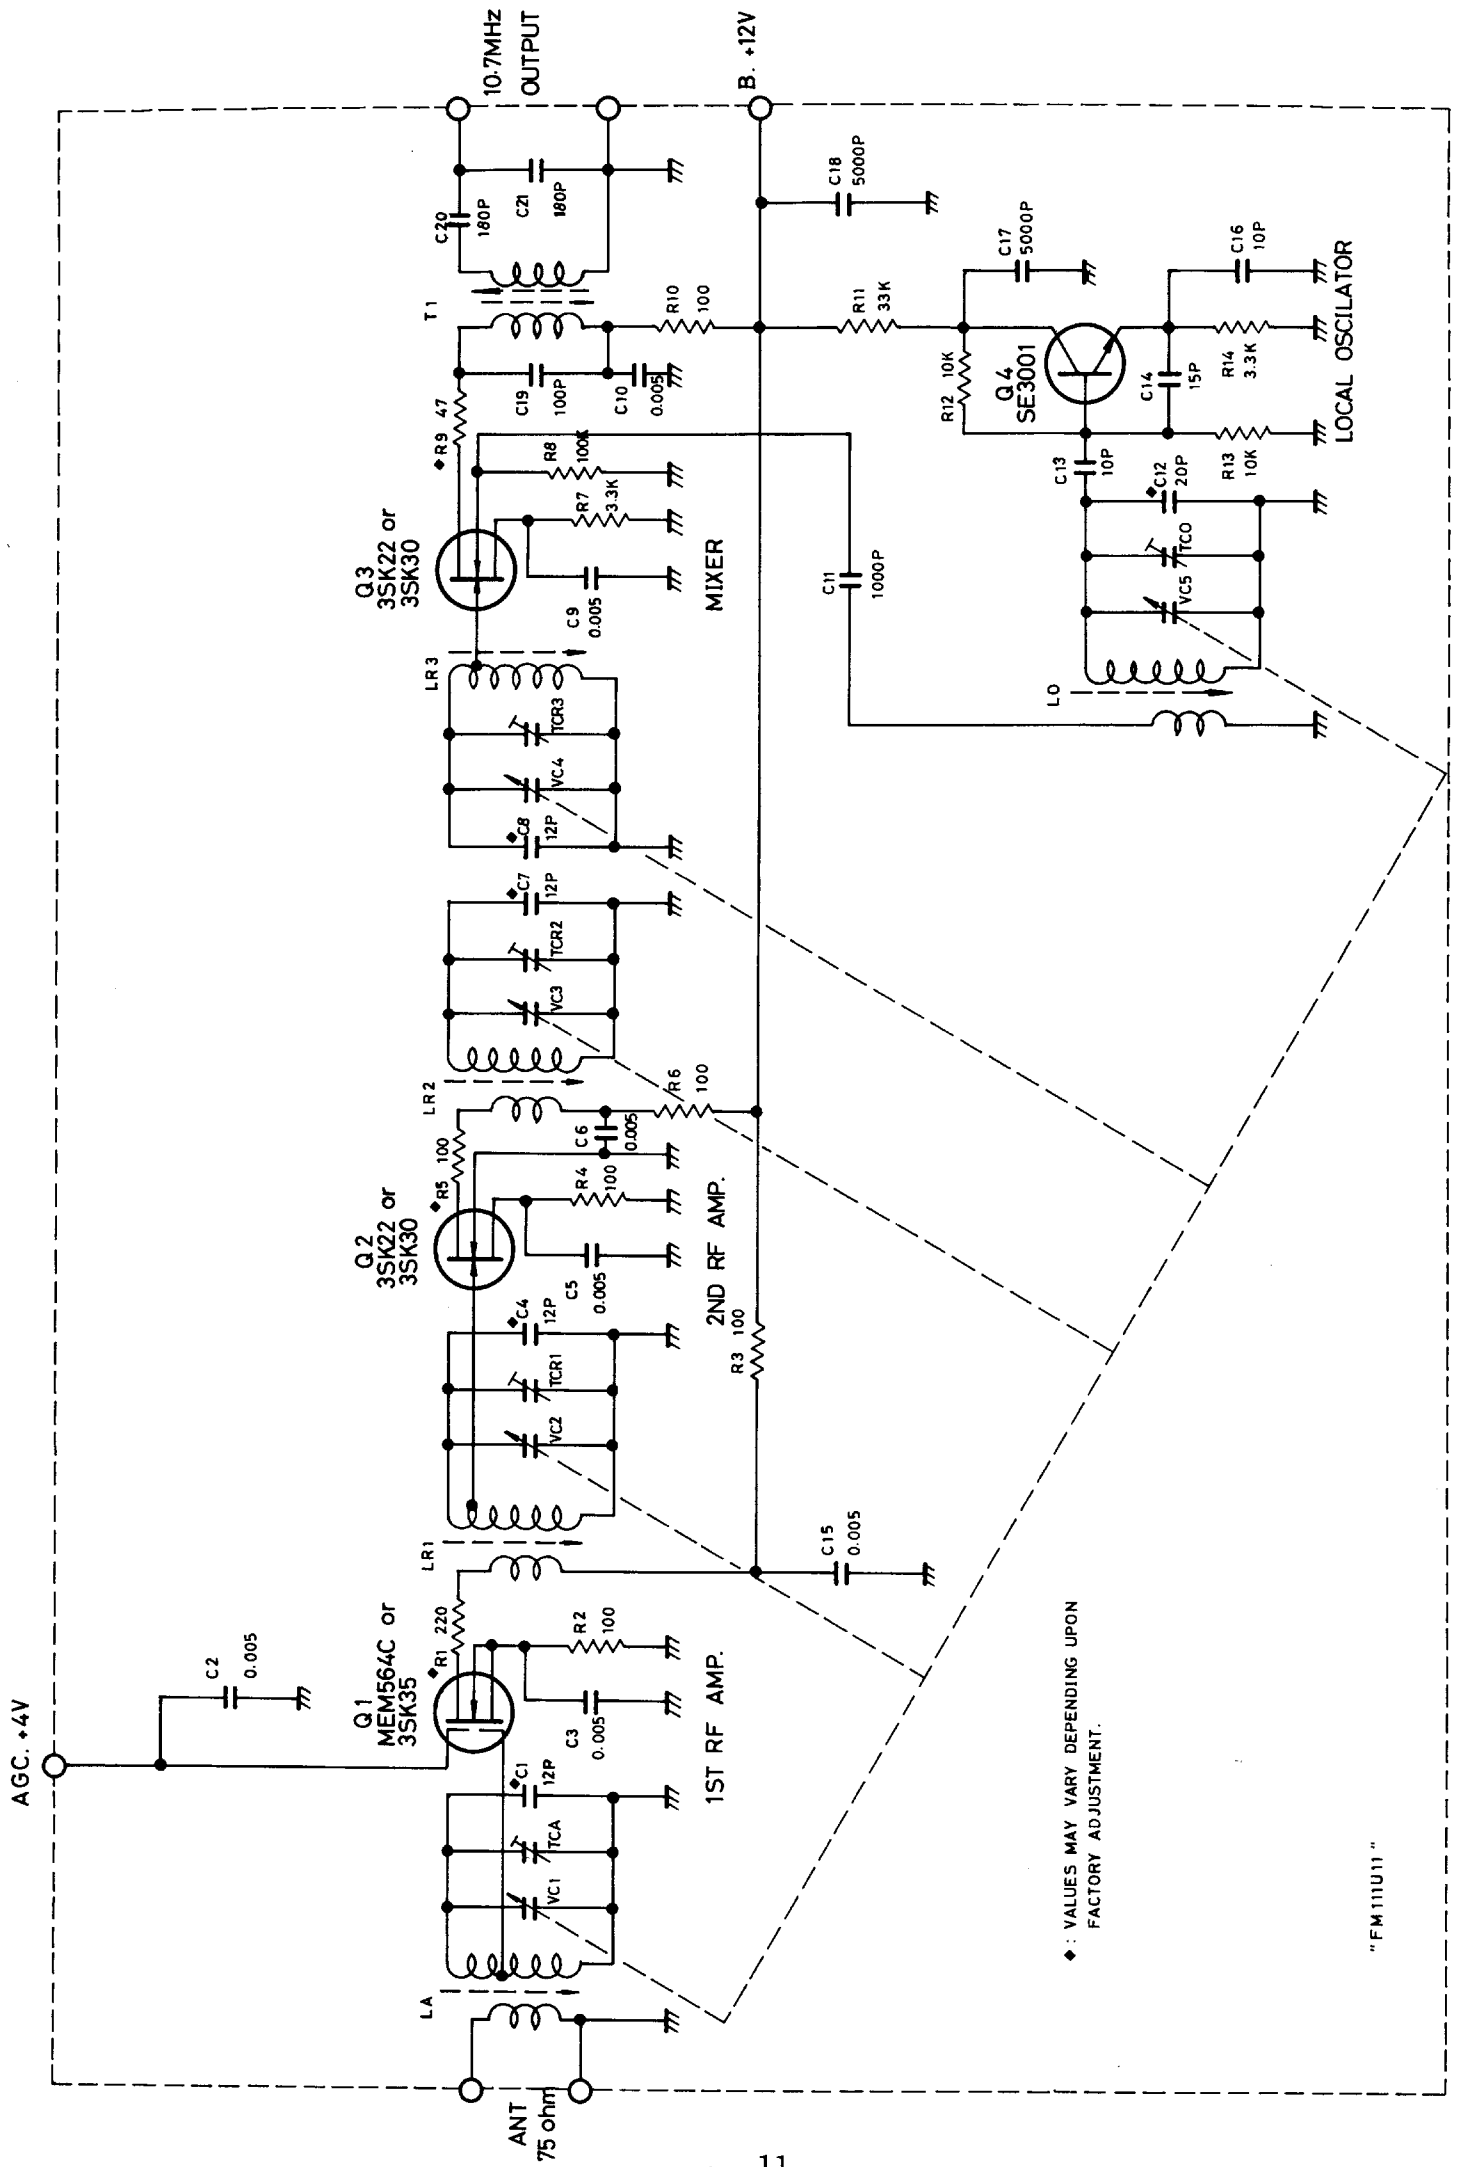 AGC. +4V
C2
0.005
ANT
75 ohm
LA
VC1
TCA
◆C1
12P
Q1
MEM564C or
3SK35
◆R1 220
C3
0.005
R2
100
1ST RF AMP.
LR1
VC2
TCR1
◆C4
12P
Q2
3SK22 or
3SK30
◆R5 100
C5
0.005
R4
100
C6
0.005
2ND RF AMP.
R6
100
R3 100
C15
0.005
LR2
VC3
TCR2
◆C7
12P
◆C8
12P
VC4
TCR3
LR3
Q3
3SK22 or
3SK30
◆R9 47
C9
0.005
R7
3.3K
R8
100K
MIXER
C19
100P
C10
0.005
T1
R10
100
C20
180P
C21
180P
10.7MHz
OUTPUT
B. +12V
C18
5000P
C11
1000P
R11
33K
C17
5000P
R12 10K
Q4
SE3001
C13
10P
C14
15P
C16
10P
R14
3.3K
R13
10K
◆C12
20P
TCO
VC5
LO
LOCAL OSCILATOR
◆: VALUES MAY VARY DEPENDING UPON
FACTORY ADJUSTMENT.
"FM111U11"
11